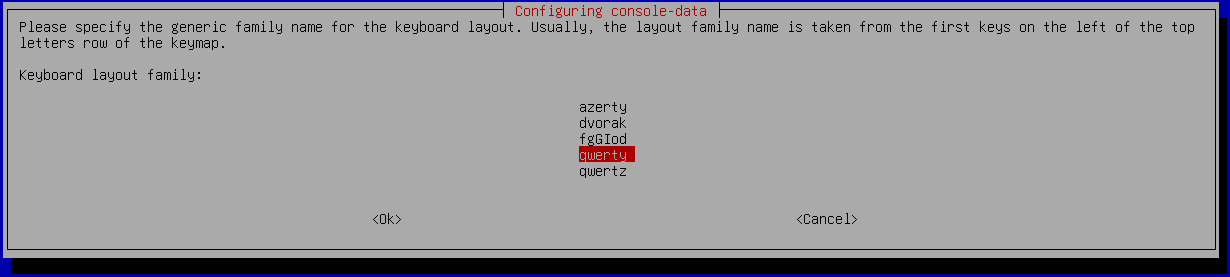 Configuring console-data
Please specify the generic family name for the keyboard layout. Usually, the layout family name is taken from the first keys on the left of the top
letters row of the keymap.
Keyboard layout family:
azerty
dvorak
fgGIod
qwerty
qwertz
<Ok> <Cancel>